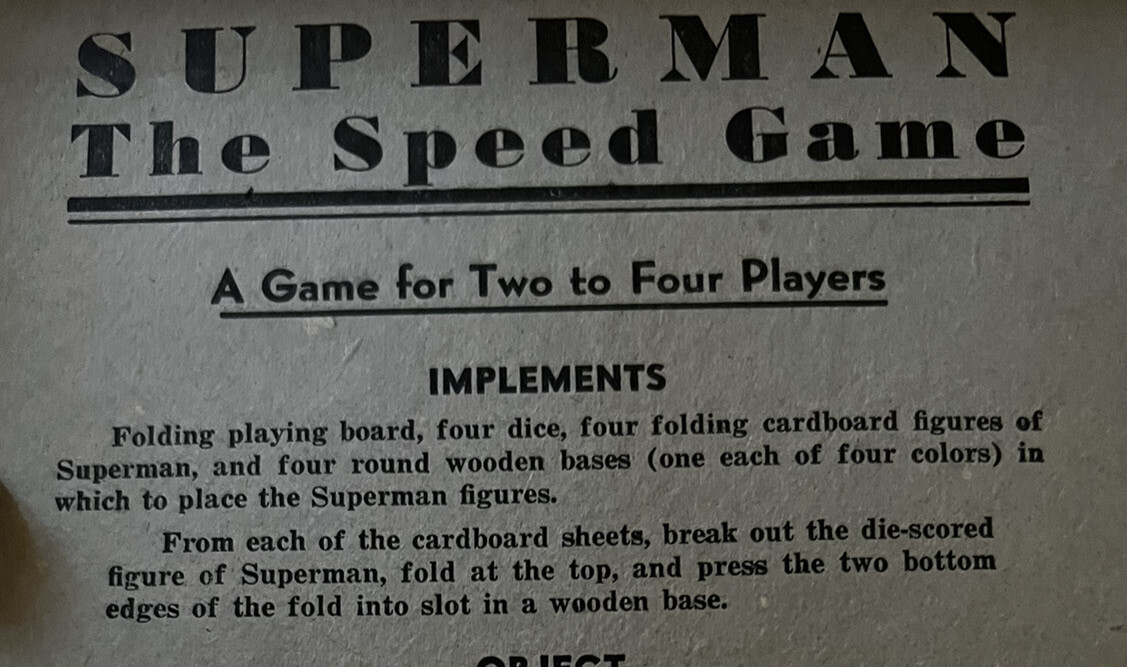 SUPERMAN
The Speed Game
A Game for Two to Four Players
IMPLEMENTS
Folding playing board, four dice, four folding cardboard figures of
Superman, and four round wooden bases (one each of four colors) in
which to place the Superman figures.
From each of the cardboard sheets, break out the die-scored
figure of Superman, fold at the top, and press the two bottom
edges of the fold into slot in a wooden base.
OBJECT